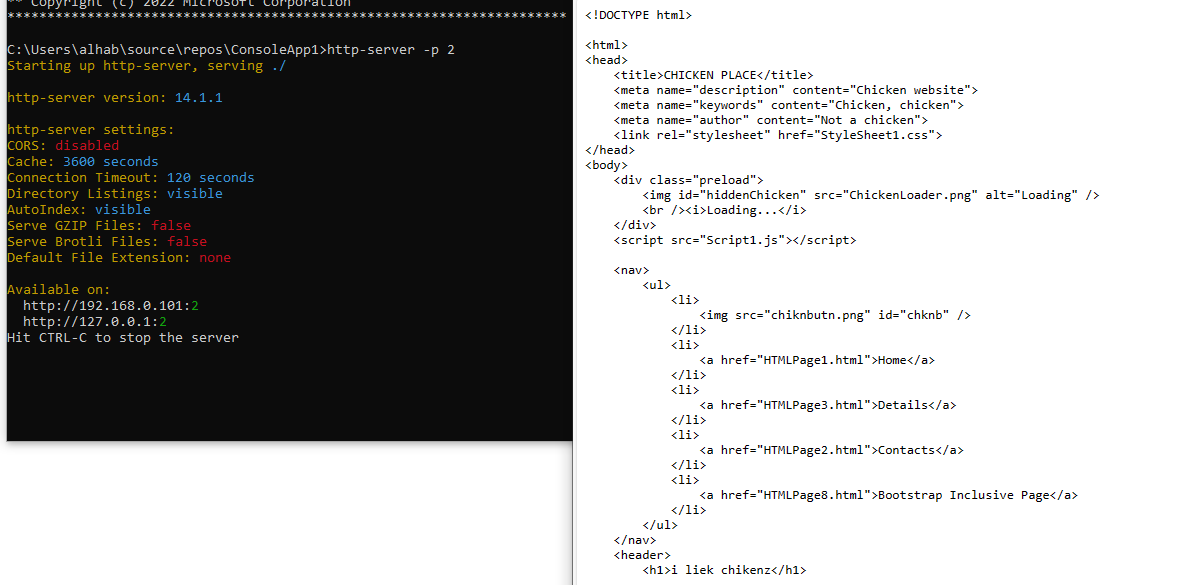 ** Copyright (c) 2022 Microsoft Corporation
**********************************************************************
C:\Users\alhab\source\repos\ConsoleApp1>http-server -p 2
Starting up http-server, serving ./
http-server version: 14.1.1
http-server settings:
CORS: disabled
Cache: 3600 seconds
Connection Timeout: 120 seconds
Directory Listings: visible
AutoIndex: visible
Serve GZIP Files: false
Serve Brotli Files: false
Default File Extension: none
Available on:
http://192.168.0.101:2
http://127.0.0.1:2
Hit CTRL-C to stop the server
<!DOCTYPE html>
<html>
<head>
<title>CHICKEN PLACE</title>
<meta name="description" content="Chicken website">
<meta name="keywords" content="Chicken, chicken">
<meta name="author" content="Not a chicken">
<link rel="stylesheet" href="StyleSheet1.css">
</head>
<body>
<div class="preload">
<img id="hiddenChicken" src="ChickenLoader.png" alt="Loading" />
<br /><i>Loading...</i>
</div>
<script src="Script1.js"></script>
<nav>
<ul>
<li>
<img src="chiknbutn.png" id="chknb" />
</li>
<li>
<a href="HTMLPage1.html">Home</a>
</li>
<li>
<a href="HTMLPage3.html">Details</a>
</li>
<li>
<a href="HTMLPage2.html">Contacts</a>
</li>
<li>
<a href="HTMLPage8.html">Bootstrap Inclusive Page</a>
</li>
</ul>
</nav>
<header>
<h1>i liek chikenz</h1>